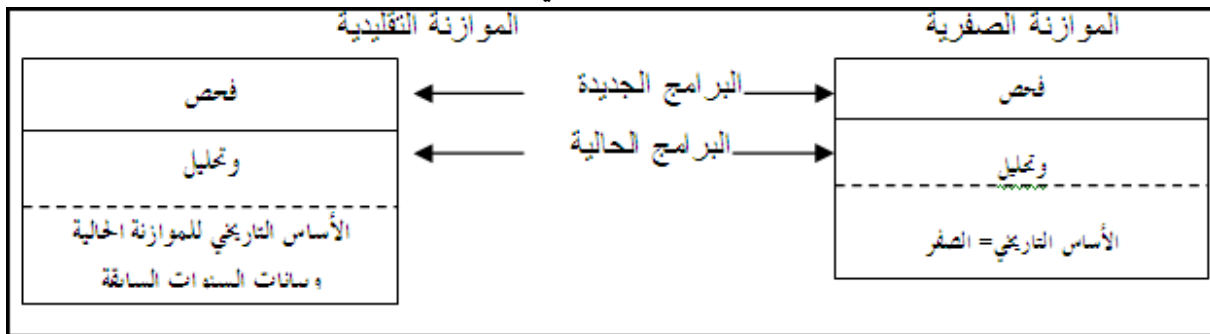 الموازنة الصفرية
الموازنة التقليدية
فحص
البرامج الجديدة
فحص
وتحليل
البرامج الحالية
وتحليل
الأساس التاريخي= الصفر
الأساس التاريخي للموازنة الحالية
وبيانات السنوات السابقة